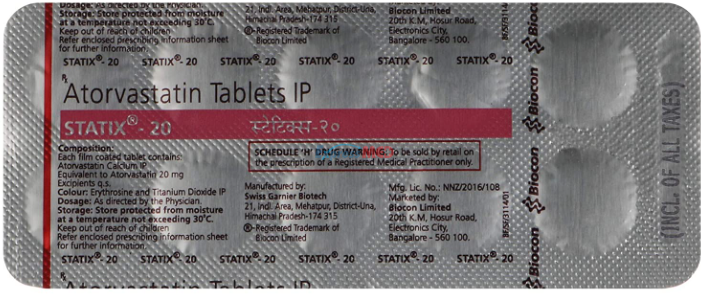 Dosage: As directed by the Physician.
Storage: Store protected from moisture
at a temperature not exceeding 30°C.
Keep out of reach of children
Refer enclosed prescribing information sheet
for further information.
21, Indl. Area, Mehatpur, District-Una,
Himachal Pradesh-174 315
®-Registered Trademark of
Biocon Limited
Biocon Limited
20th K.M, Hosur Road,
Electronics City,
Bangalore - 560 100.
STATIX®- 20 STATIX®- 20 STATIX®- 20 STATIX®- 20 STATIX®- 20 STATIX®- 20
℞
Atorvastatin Tablets IP
STATIX®- 20 स्टेटिक्स-२०
Composition:
Each film coated tablet contains:
Atorvastatin Calcium IP
Equivalent to Atorvastatin 20 mg
Excipients q.s.
Colour: Erythrosine and Titanium Dioxide IP
Dosage: As directed by the Physician.
Storage: Store protected from moisture
at a temperature not exceeding 30°C.
Keep out of reach of children
Refer enclosed prescribing information sheet
for further information.
SCHEDULE 'H' DRUG WARNING: To be sold by retail on
the prescription of a Registered Medical Practitioner only.
Manufactured by:
Swiss Garnier Biotech
21, Indl. Area, Mehatpur, District-Una,
Himachal Pradesh-174 315
®-Registered Trademark of
Biocon Limited
Mfg. Lic. No.: NNZ/2016/108
Marketed by:
Biocon Limited
20th K.M, Hosur Road,
Electronics City,
Bangalore - 560 100.
STATIX®- 20 STATIX®- 20 STATIX®- 20 STATIX®- 20 STATIX®- 20 STATIX®- 20
℞
Atorvastatin Tablets IP
Biocon
Biocon
Biocon
(INCL. OF ALL TAXES)